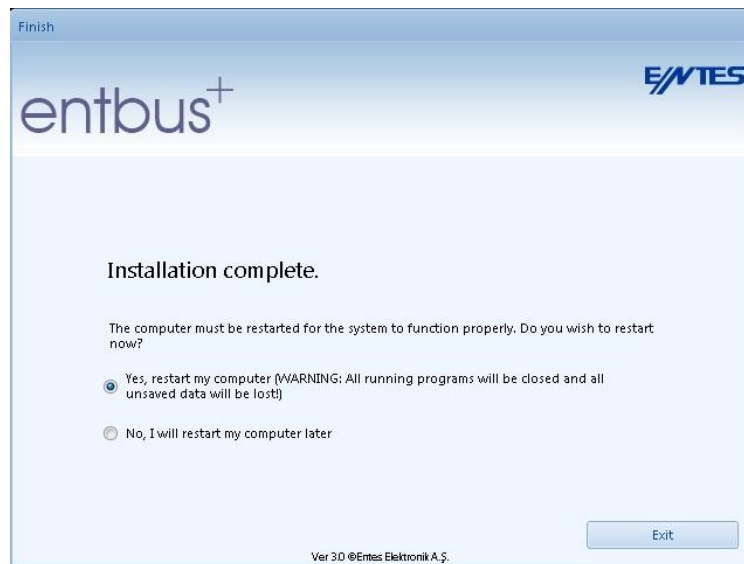 Finish
entbus+
ENTES
Installation complete.
The computer must be restarted for the system to function properly. Do you wish to restart
now?
Yes, restart my computer (WARNING: All running programs will be closed and all
unsaved data will be lost!)
No, I will restart my computer later
Exit
Ver 3.0 ©Entes Elektronik A.Ş.